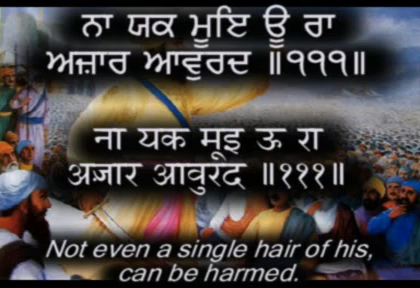 ਨਾ ਯਕ ਮੂਇ ਊ ਰਾ
ਅਜ਼ਾਰ ਆਵੁਰਦ ॥੧੧੧॥
ना यक मूइ ऊ रा
अज़ार आवुरद ॥१११॥
Not even a single hair of his,
can be harmed.